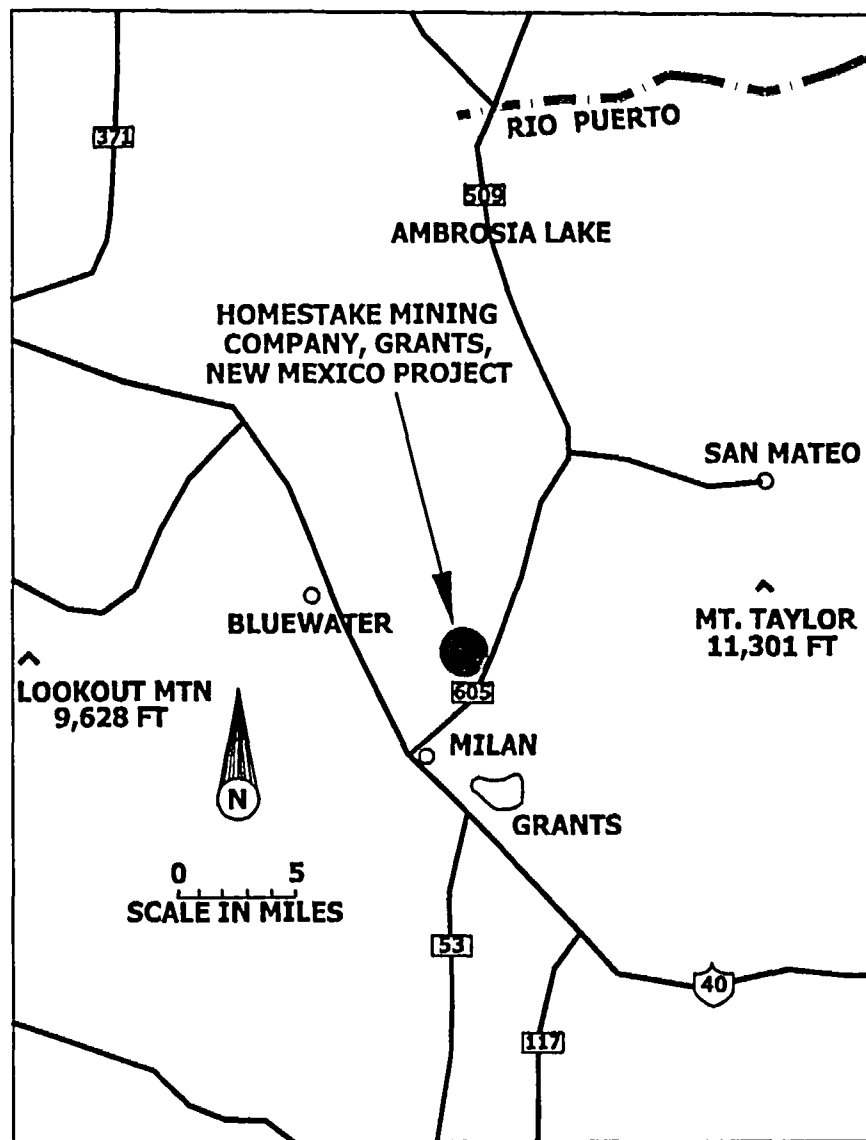 371
RIO PUERTO
509
AMBROSIA LAKE
HOMESTAKE MINING
COMPANY, GRANTS,
NEW MEXICO PROJECT
SAN MATEO
BLUEWATER
MT. TAYLOR
11,301 FT
LOOKOUT MTN
9,628 FT
605
N
MILAN
GRANTS
0 5
SCALE IN MILES
53
40
117